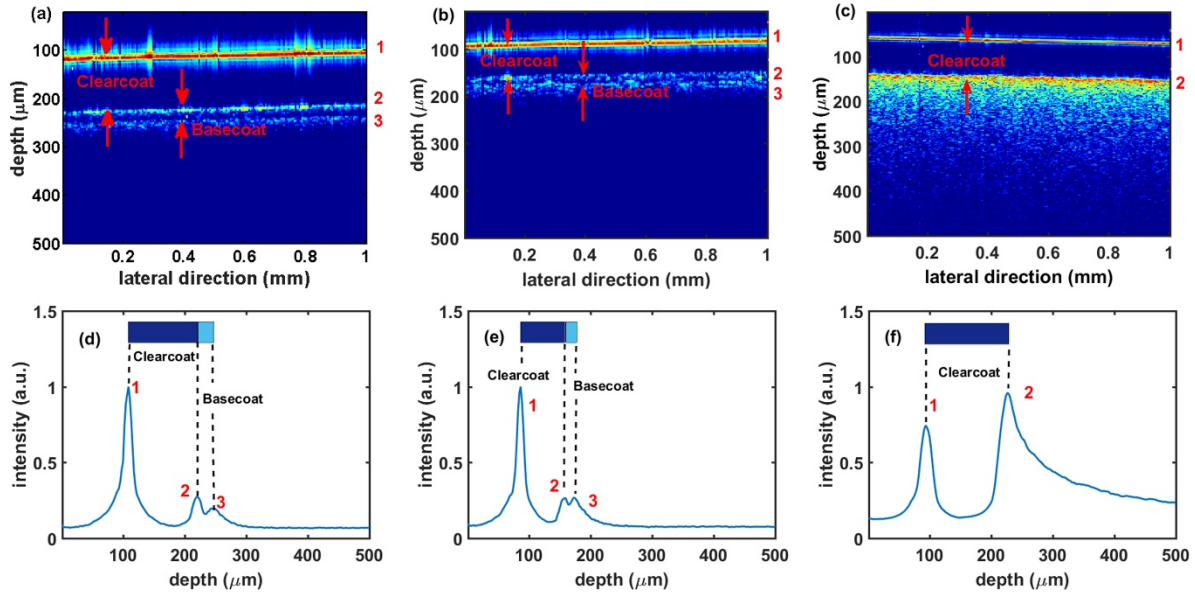 (a)
100
200
300
400
500
depth (μm)
Clearcoat
Basecoat
1
2
3
0.2 0.4 0.6 0.8 1
lateral direction (mm)
(b)
100
200
300
400
500
depth (μm)
Clearcoat
Basecoat
1
2
3
0.2 0.4 0.6 0.8 1
lateral direction (mm)
(c)
100
200
300
400
500
depth (μm)
Clearcoat
1
2
0.2 0.4 0.6 0.8 1
lateral direction (mm)
(d)
1.5
1
0.5
0
intensity (a.u.)
Clearcoat
Basecoat
1
2
3
100 200 300 400 500
depth (μm)
(e)
1.5
1
0.5
0
intensity (a.u.)
Clearcoat
Basecoat
1
2
3
100 200 300 400 500
depth (μm)
(f)
1.5
1
0.5
0
intensity (a.u.)
Clearcoat
1
2
100 200 300 400 500
depth (μm)